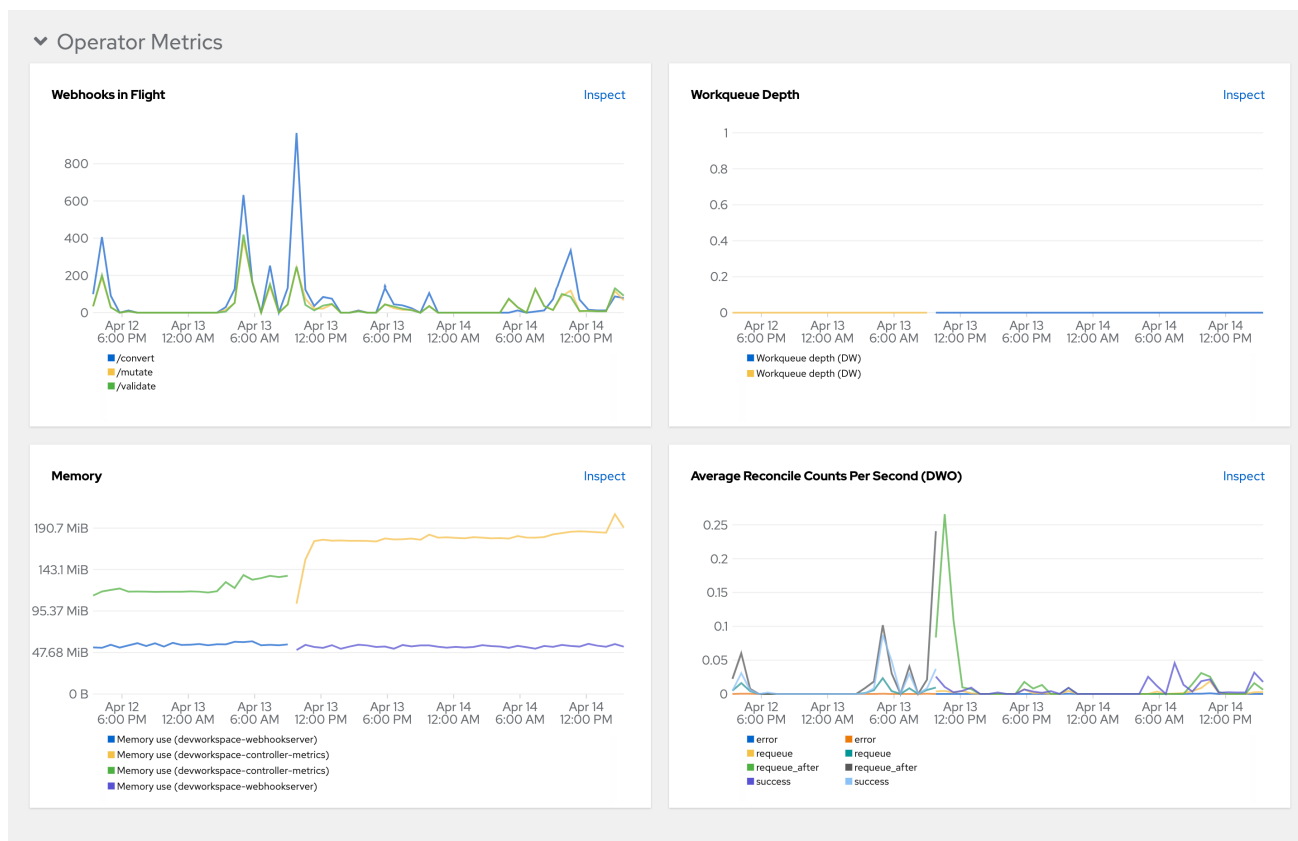 Operator Metrics
Webhooks in Flight
Inspect
800
600
400
200
0
Apr 12 Apr 13 Apr 13 Apr 13 Apr 13 Apr 14 Apr 14 Apr 14
6:00 PM 12:00 AM 6:00 AM 12:00 PM 6:00 PM 12:00 AM 6:00 AM 12:00 PM
/convert
/mutate
/validate
Workqueue Depth
Inspect
1
0.8
0.6
0.4
0.2
0
Apr 12 Apr 13 Apr 13 Apr 13 Apr 13 Apr 14 Apr 14 Apr 14
6:00 PM 12:00 AM 6:00 AM 12:00 PM 6:00 PM 12:00 AM 6:00 AM 12:00 PM
Workqueue depth (DW)
Workqueue depth (DW)
Memory
Inspect
190.7 MiB
143.1 MiB
95.37 MiB
47.68 MiB
0 B
Apr 12 Apr 13 Apr 13 Apr 13 Apr 13 Apr 14 Apr 14 Apr 14
6:00 PM 12:00 AM 6:00 AM 12:00 PM 6:00 PM 12:00 AM 6:00 AM 12:00 PM
Memory use (devworkspace-webhookserver)
Memory use (devworkspace-controller-metrics)
Memory use (devworkspace-controller-metrics)
Memory use (devworkspace-webhookserver)
Average Reconcile Counts Per Second (DWO)
Inspect
0.25
0.2
0.15
0.1
0.05
0
Apr 12 Apr 13 Apr 13 Apr 13 Apr 13 Apr 14 Apr 14 Apr 14
6:00 PM 12:00 AM 6:00 AM 12:00 PM 6:00 PM 12:00 AM 6:00 AM 12:00 PM
error error
requeue requeue
requeue_after requeue_after
success success